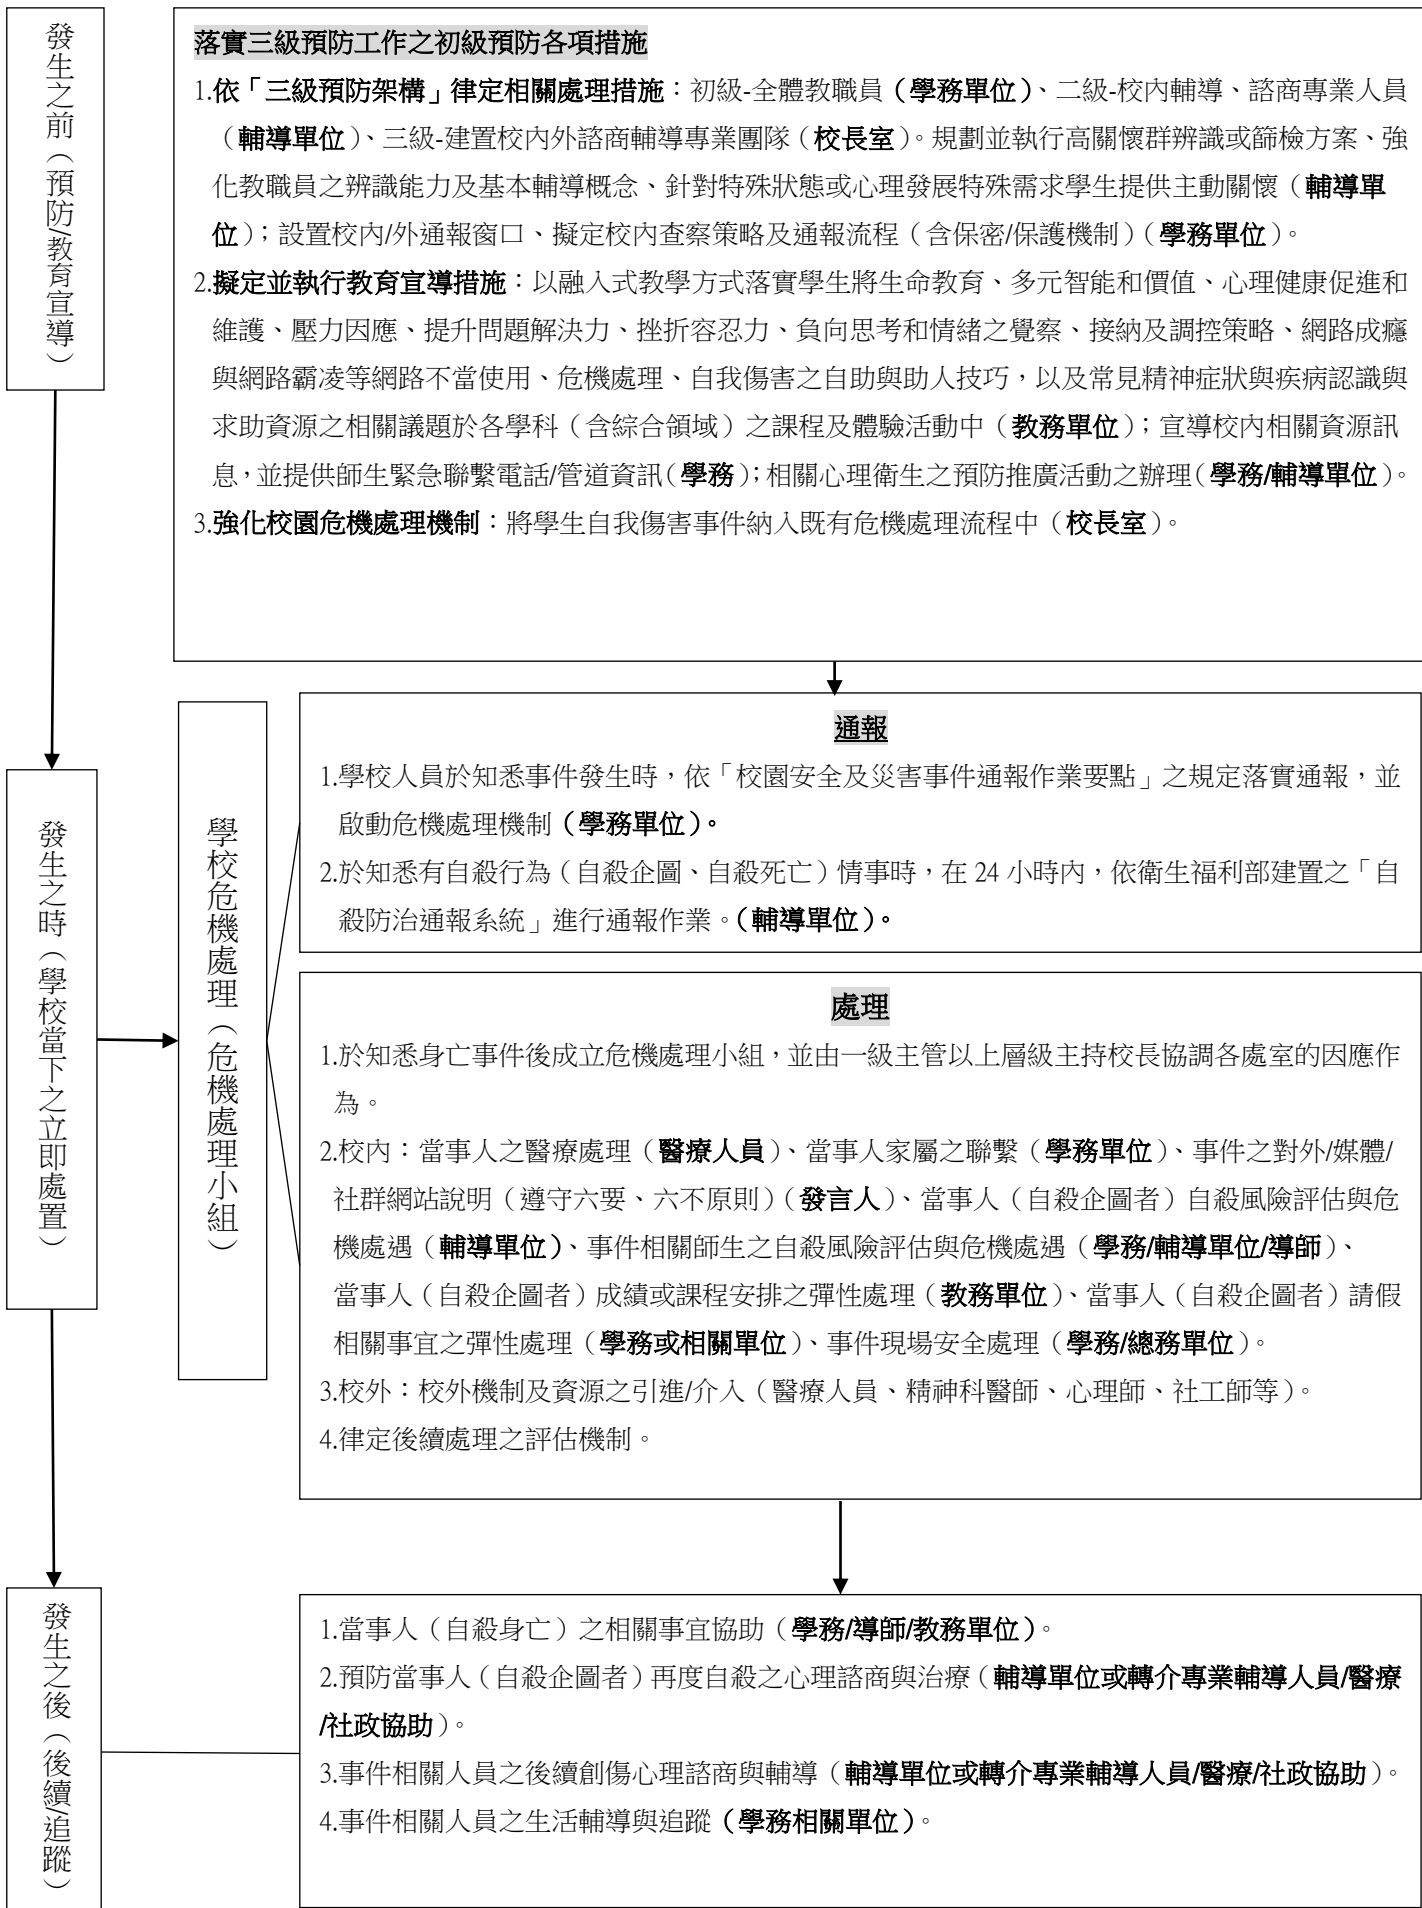 發生之前（預防/教育宣導）
落實三級預防工作之初級預防各項措施
1.依「三級預防架構」律定相關處理措施：初級-全體教職員（學務單位）、二級-校內輔導、諮商專業人員
（輔導單位）、三級-建置校內外諮商輔導專業團隊（校長室）。規劃並執行高關懷群辨識或篩檢方案、強
化教職員之辨識能力及基本輔導概念、針對特殊狀態或心理發展特殊需求學生提供主動關懷（輔導單
位）；設置校內/外通報窗口、擬定校內查察策略及通報流程（含保密/保護機制）（學務單位）。
2.擬定並執行教育宣導措施：以融入式教學方式落實學生將生命教育、多元智能和價值、心理健康促進和
維護、壓力因應、提升問題解決力、挫折容忍力、負向思考和情緒之覺察、接納及調控策略、網路成癮
與網路霸凌等網路不當使用、危機處理、自我傷害之自助與助人技巧，以及常見精神症狀與疾病認識與
求助資源之相關議題於各學科（含綜合領域）之課程及體驗活動中（教務單位）；宣導校內相關資源訊
息，並提供師生緊急聯繫電話/管道資訊（學務）；相關心理衛生之預防推廣活動之辦理（學務/輔導單位）。
3.強化校園危機處理機制：將學生自我傷害事件納入既有危機處理流程中（校長室）。
發生之時（學校當下之立即處置）
學校危機處理（危機處理小組）
通報
1.學校人員於知悉事件發生時，依「校園安全及災害事件通報作業要點」之規定落實通報，並
啟動危機處理機制（學務單位）。
2.於知悉有自殺行為（自殺企圖、自殺死亡）情事時，在 24 小時內，依衛生福利部建置之「自
殺防治通報系統」進行通報作業。（輔導單位）。
處理
1.於知悉身亡事件後成立危機處理小組，並由一級主管以上層級主持校長協調各處室的因應作
為。
2.校內：當事人之醫療處理（醫療人員）、當事人家屬之聯繫（學務單位）、事件之對外/媒體/
社群網站說明（遵守六要、六不原則）（發言人）、當事人（自殺企圖者）自殺風險評估與危
機處遇（輔導單位）、事件相關師生之自殺風險評估與危機處遇（學務/輔導單位/導師）、
當事人（自殺企圖者）成績或課程安排之彈性處理（教務單位）、當事人（自殺企圖者）請假
相關事宜之彈性處理（學務或相關單位）、事件現場安全處理（學務/總務單位）。
3.校外：校外機制及資源之引進/介入（醫療人員、精神科醫師、心理師、社工師等）。
4.律定後續處理之評估機制。
發生之後（後續/追蹤）
1.當事人（自殺身亡）之相關事宜協助（學務/導師/教務單位）。
2.預防當事人（自殺企圖者）再度自殺之心理諮商與治療（輔導單位或轉介專業輔導人員/醫療
/社政協助）。
3.事件相關人員之後續創傷心理諮商與輔導（輔導單位或轉介專業輔導人員/醫療/社政協助）。
4.事件相關人員之生活輔導與追蹤（學務相關單位）。